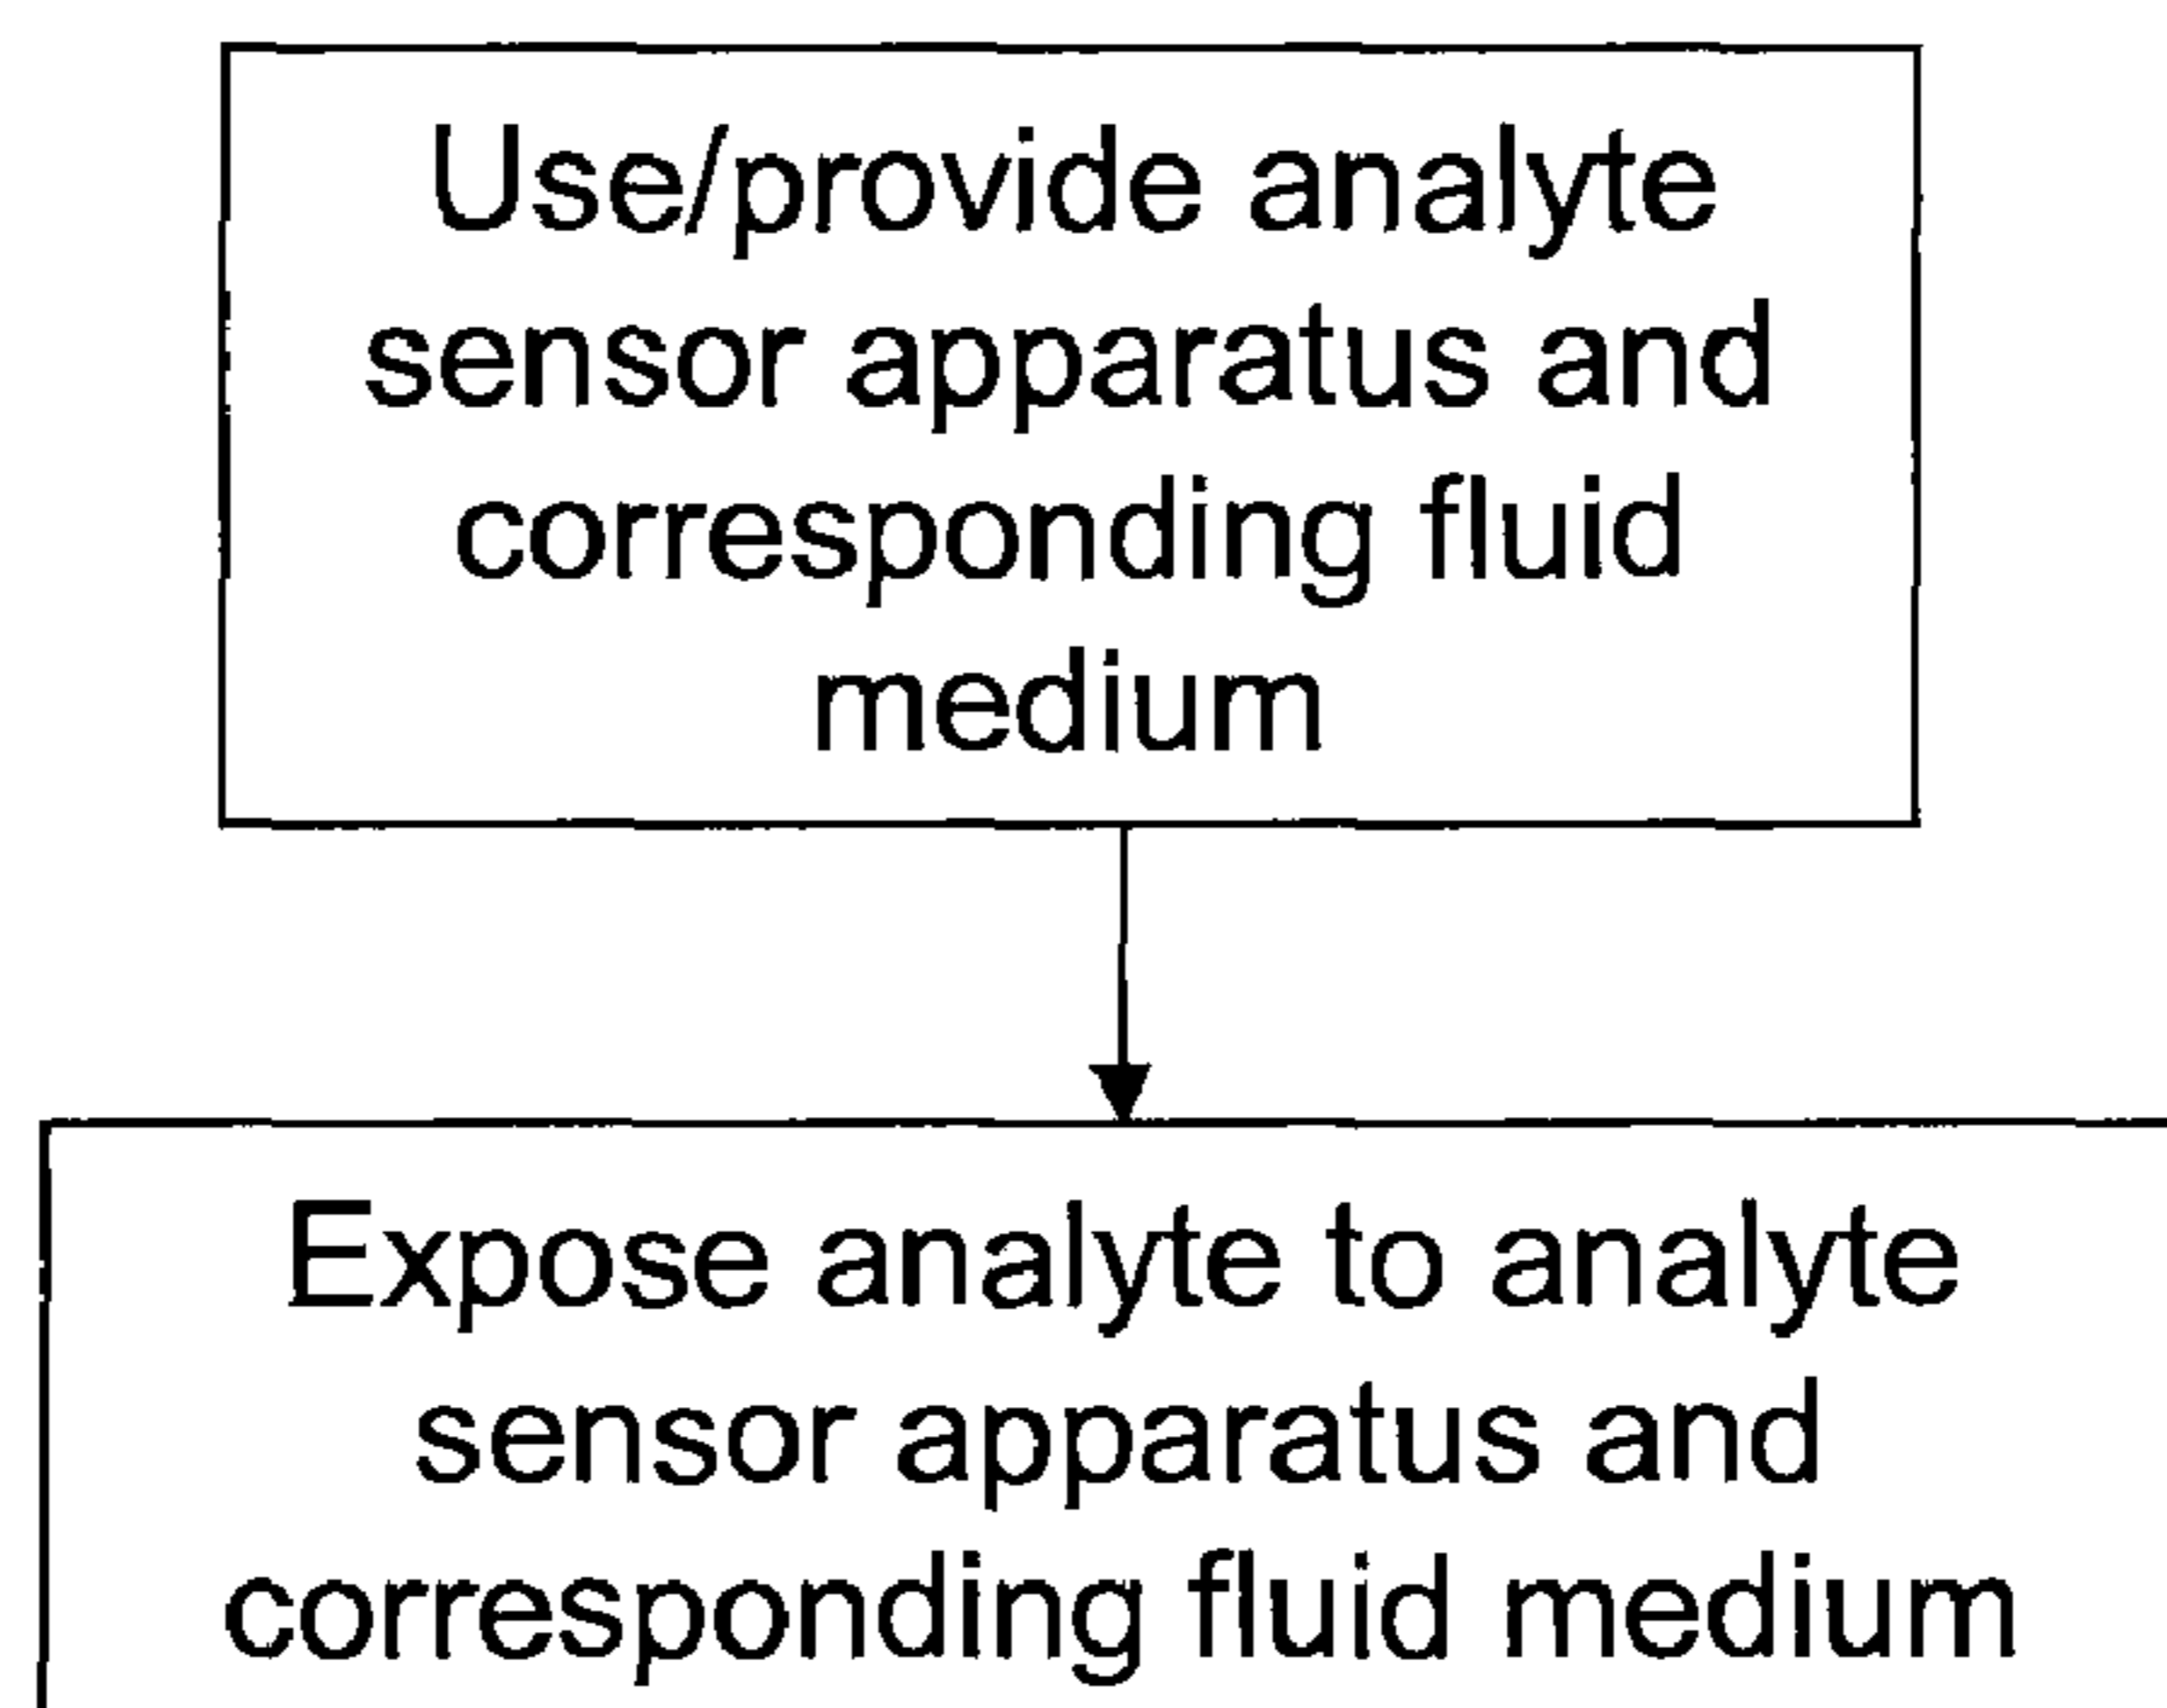 Use/provide analyte
sensor apparatus and
corresponding fluid
medium
Expose analyte to analyte
sensor apparatus and
corresponding fluid medium